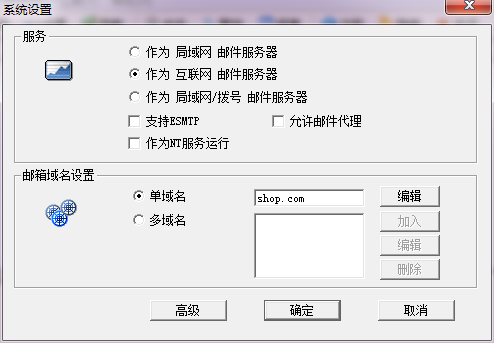 系统设置
服务
作为 局域网 邮件服务器
作为 互联网 邮件服务器
作为 局域网/拨号 邮件服务器
支持ESMTP 允许邮件代理
作为NT服务运行
邮箱域名设置
单域名 shop.com 编辑
多域名 加入
编辑
删除
高级 确定 取消